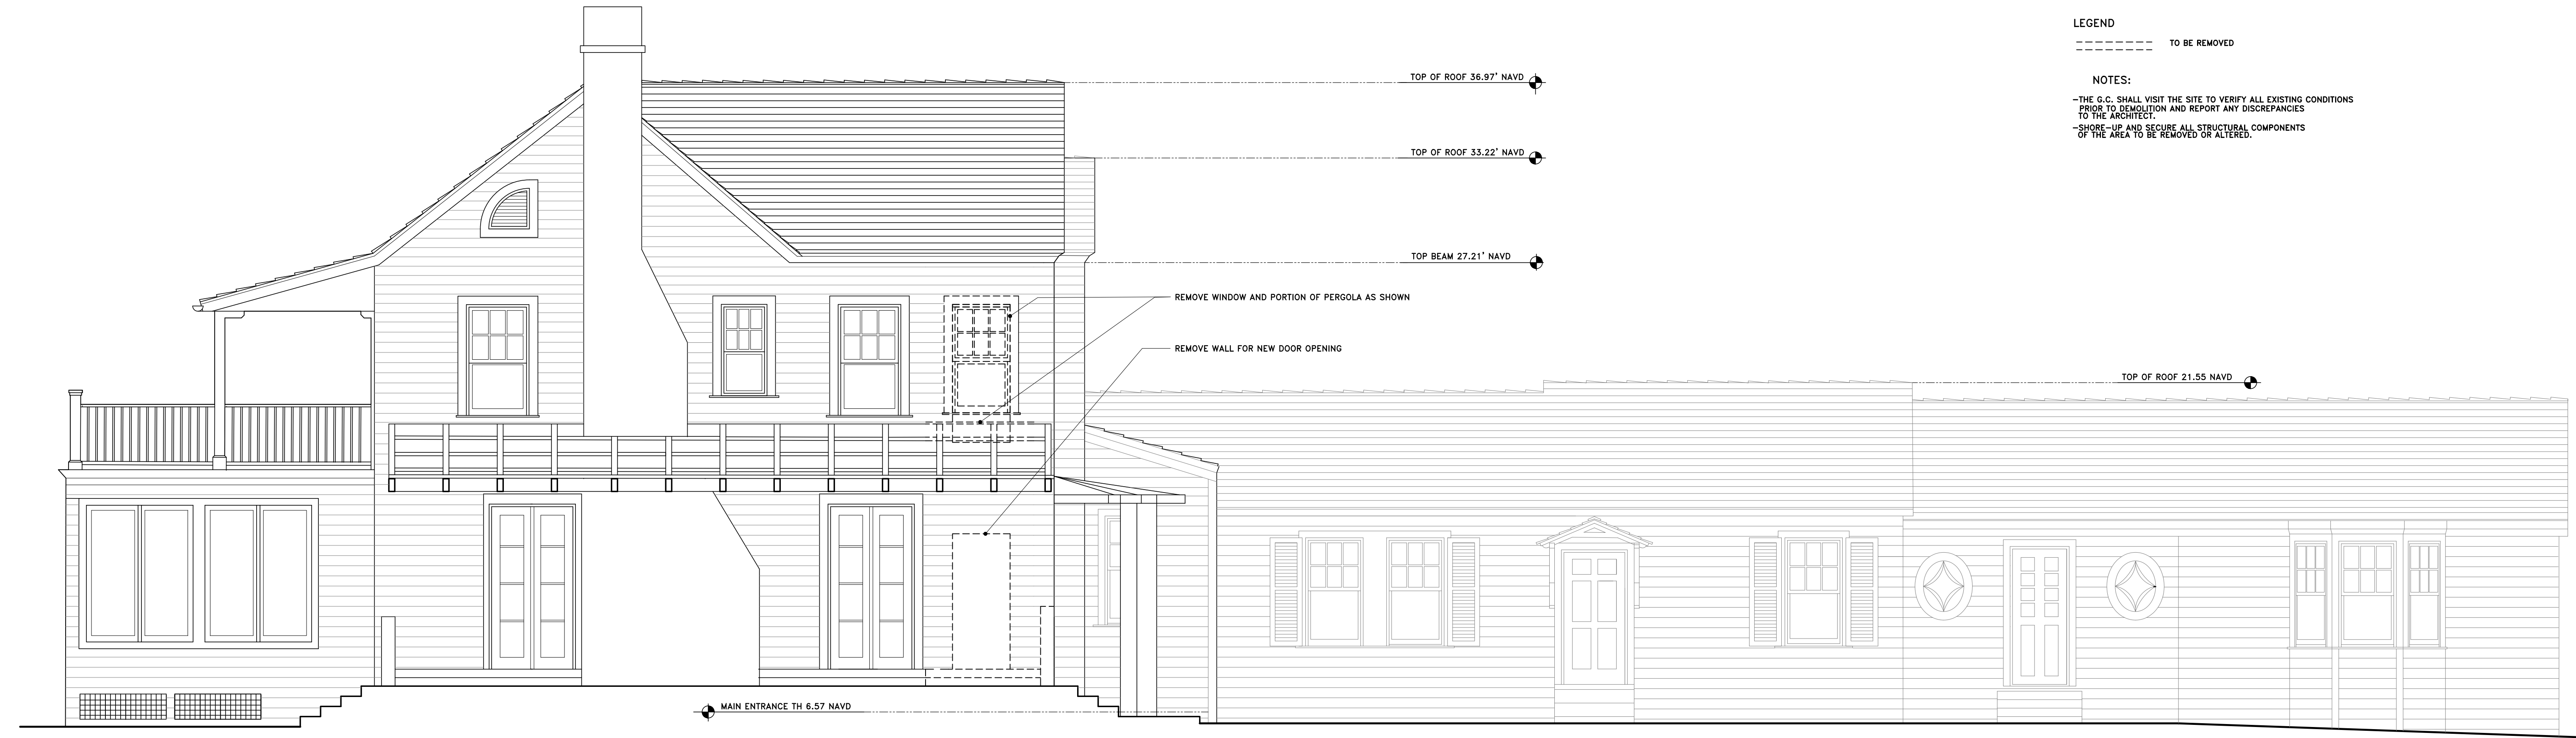 LEGEND
TO BE REMOVED
NOTES:
-THE G.C. SHALL VISIT THE SITE TO VERIFY ALL EXISTING CONDITIONS
PRIOR TO DEMOLITION AND REPORT ANY DISCREPANCIES
TO THE ARCHITECT.
-SHORE-UP AND SECURE ALL STRUCTURAL COMPONENTS
OF THE AREA TO BE REMOVED OR ALTERED.
TOP OF ROOF 36.97' NAVD
TOP OF ROOF 33.22' NAVD
TOP BEAM 27.21' NAVD
REMOVE WINDOW AND PORTION OF PERGOLA AS SHOWN
REMOVE WALL FOR NEW DOOR OPENING
TOP OF ROOF 21.55 NAVD
MAIN ENTRANCE TH 6.57 NAVD